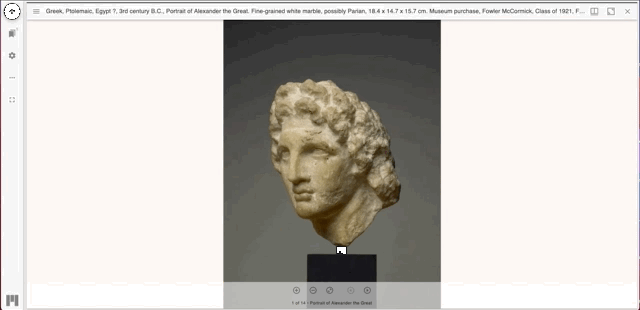 Greek, Ptolemaic, Egypt ?, 3rd century B.C., Portrait of Alexander the Great. Fine-grained white marble, possibly Parian, 18.4 x 14.7 x 15.7 cm. Museum purchase, Fowler McCormick, Class of 1921, F...
1 of 14 • Portrait of Alexander the Great